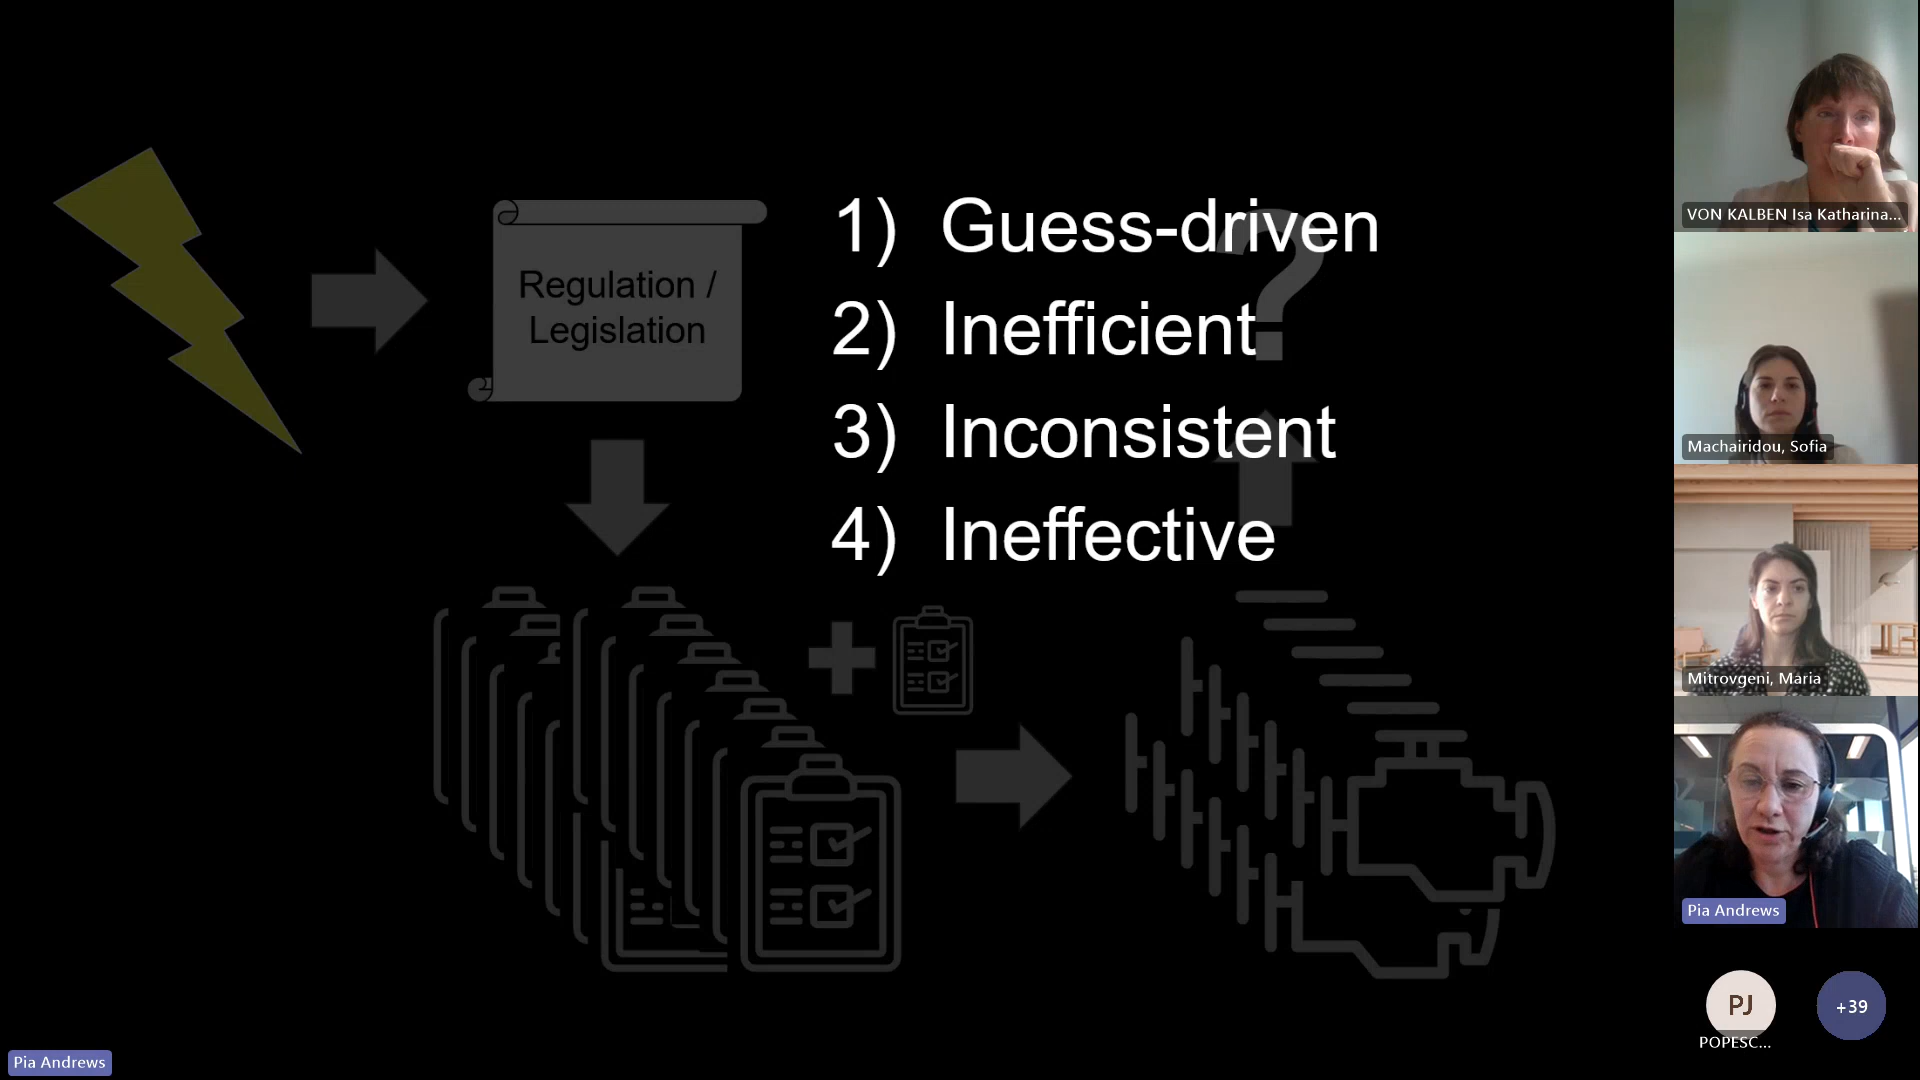 Regulation /
Legislation
1) Guess-driven
2) Inefficient
3) Inconsistent
4) Ineffective
?
VON KALBEN Isa Katharina...
Machairidou, Sofia
Mitrovgeni, Maria
Pia Andrews
PJ
+39
POPESC...
Pia Andrews